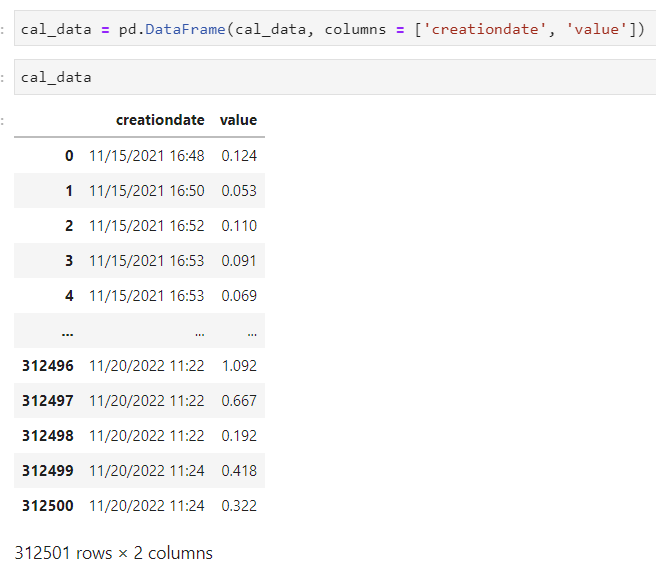 : cal_data = pd.DataFrame(cal_data, columns = ['creationdate', 'value'])
: cal_data
:
creationdate value
0 11/15/2021 16:48 0.124
1 11/15/2021 16:50 0.053
2 11/15/2021 16:52 0.110
3 11/15/2021 16:53 0.091
4 11/15/2021 16:53 0.069
... ... ...
312496 11/20/2022 11:22 1.092
312497 11/20/2022 11:22 0.667
312498 11/20/2022 11:22 0.192
312499 11/20/2022 11:24 0.418
312500 11/20/2022 11:24 0.322
312501 rows × 2 columns